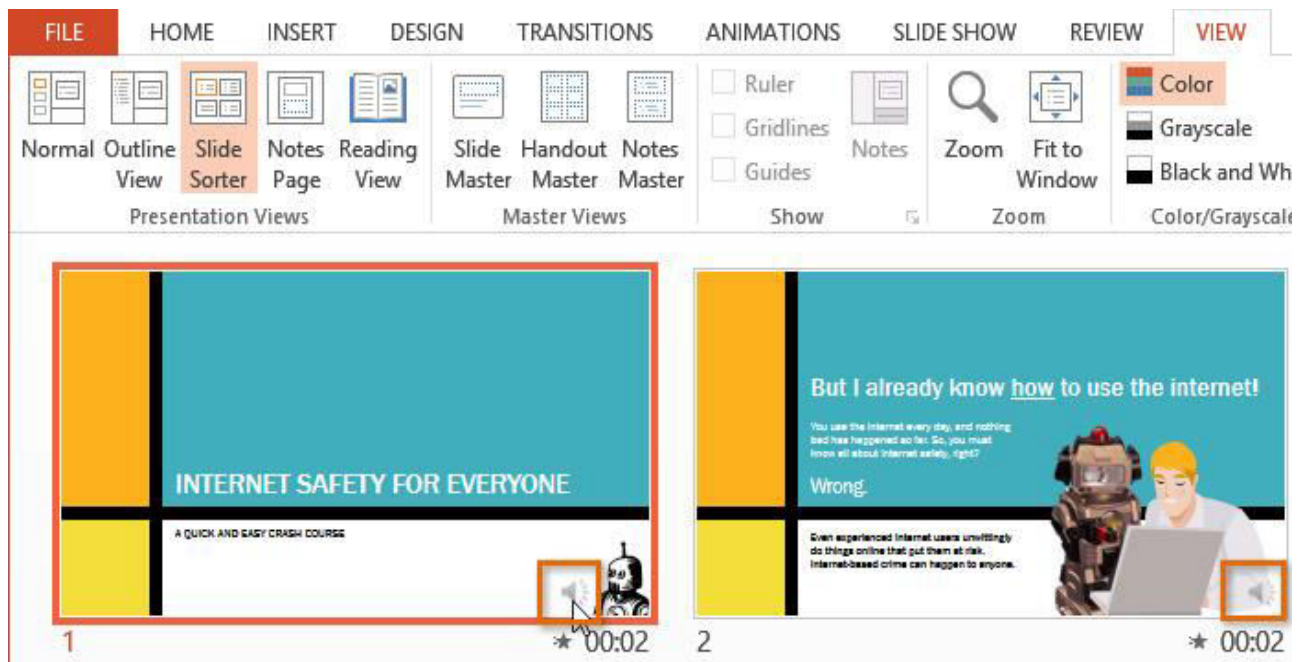 FILE HOME INSERT DESIGN TRANSITIONS ANIMATIONS SLIDE SHOW REVIEW VIEW
Normal
Outline
View
Slide
Sorter
Notes
Page
Reading
View
Presentation Views
Slide
Master
Handout
Master
Notes
Master
Master Views
Ruler
Gridlines
Guides
Notes
Show
Zoom
Fit to
Window
Zoom
Color
Grayscale
Black and Wh
Color/Grayscale
INTERNET SAFETY FOR EVERYONE
A QUICK AND EASY CRASH COURSE
1
00:02
But I already know how to use the internet!
You use the Internet every day, and nothing
bad has happened so far. So, you must
know all about Internet safety, right?
Wrong.
Even experienced Internet users unwittingly
do things online that put them at risk.
Internet-based crime can happen to anyone.
2
00:02